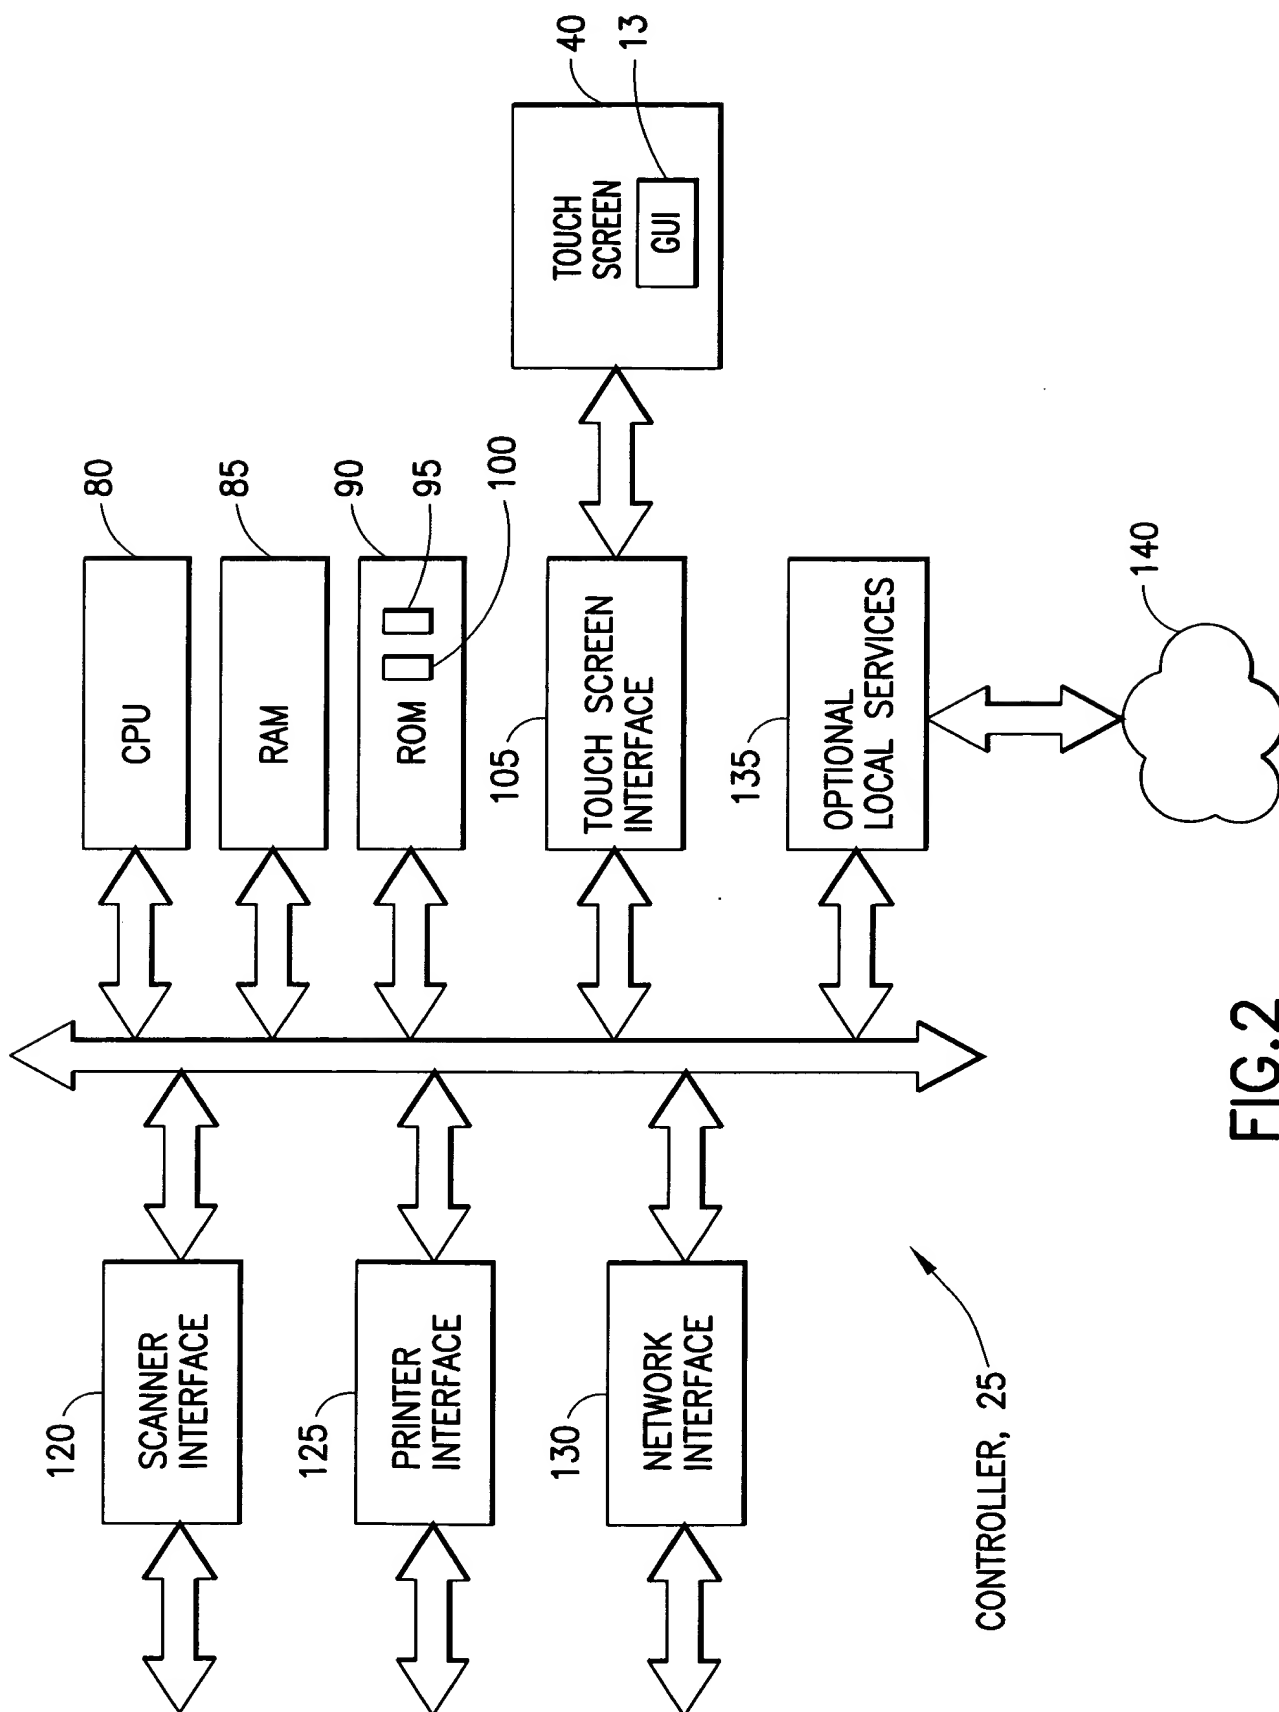 120
SCANNER
INTERFACE
125
PRINTER
INTERFACE
130
NETWORK
INTERFACE
CONTROLLER, 25
CPU
80
RAM
85
ROM
90
95
100
105
TOUCH SCREEN
INTERFACE
TOUCH
SCREEN
GUI
40
13
135
OPTIONAL
LOCAL SERVICES
140
FIG.2